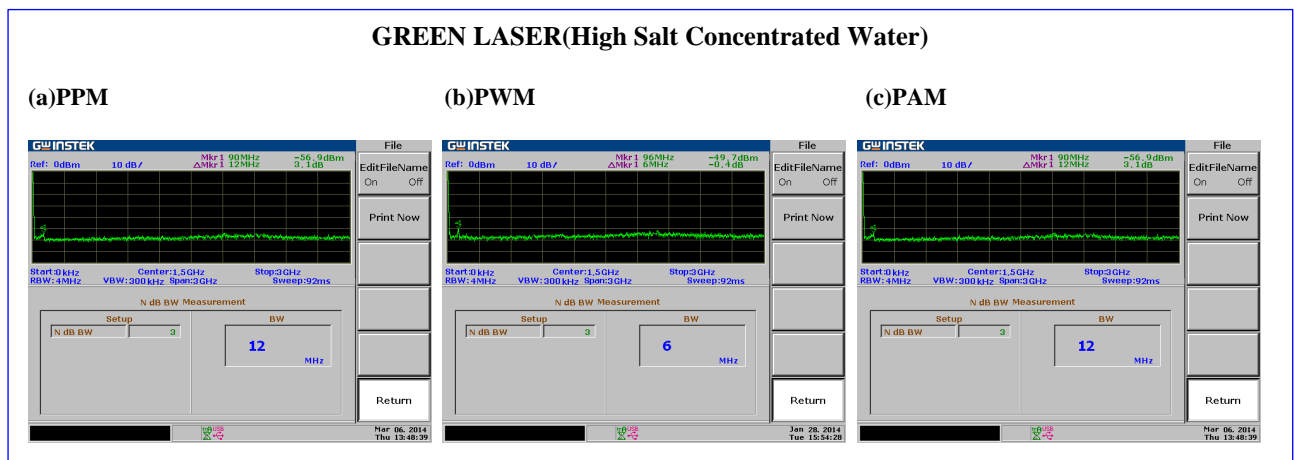 GREEN LASER(High Salt Concentrated Water)
(a)PPM
(b)PWM
(c)PAM
GW INSTEK
File
Ref: 0dBm 10 dB/ Mkr1 90MHz -56.9dBm
ΔMkr1 12MHz 3.1dB
EditFileName
On Off
Print Now
Start:0kHz Center:1.5GHz Stop:3GHz
RBW:4MHz VBW:300kHz Span:3GHz Sweep:92ms
N dB BW Measurement
Setup BW
N dB BW 3
12
MHz
Return
Mar 06. 2014
Thu 13:48:39
GW INSTEK
File
Ref: 0dBm 10 dB/ Mkr1 96MHz -49.7dBm
ΔMkr1 6MHz -0.4dB
EditFileName
On Off
Print Now
Start:0kHz Center:1.5GHz Stop:3GHz
RBW:4MHz VBW:300kHz Span:3GHz Sweep:92ms
N dB BW Measurement
Setup BW
N dB BW 3
6
MHz
Return
Jan 28. 2014
Tue 15:54:28
GW INSTEK
File
Ref: 0dBm 10 dB/ Mkr1 90MHz -56.9dBm
ΔMkr1 12MHz 3.1dB
EditFileName
On Off
Print Now
Start:0kHz Center:1.5GHz Stop:3GHz
RBW:4MHz VBW:300kHz Span:3GHz Sweep:92ms
N dB BW Measurement
Setup BW
N dB BW 3
12
MHz
Return
Mar 06. 2014
Thu 13:48:39